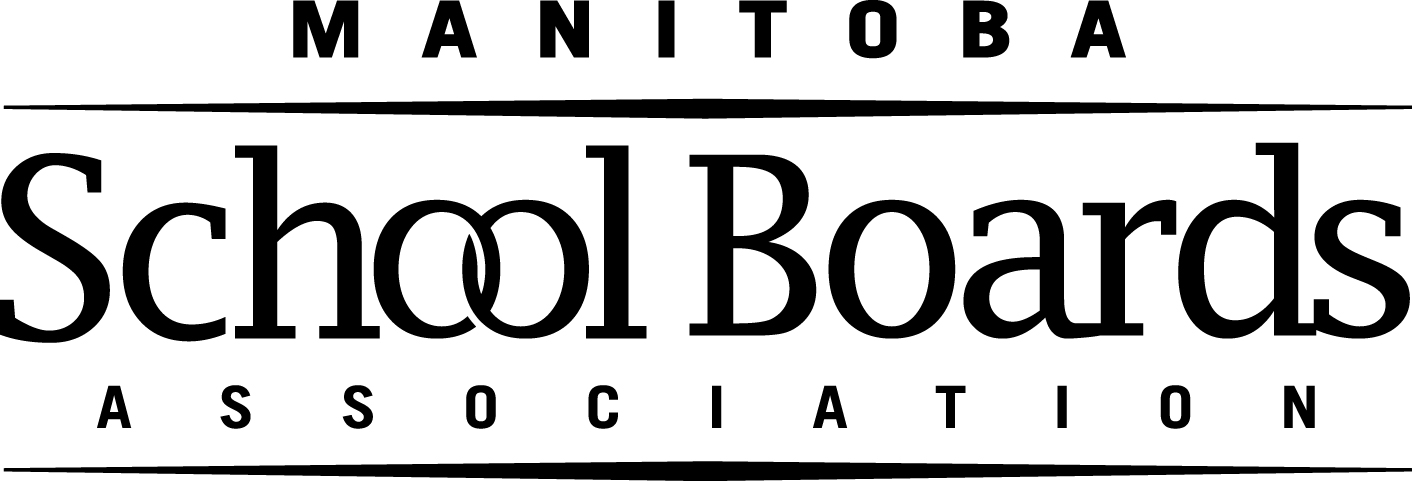 MANITOBA
School Boards
ASSOCIATION